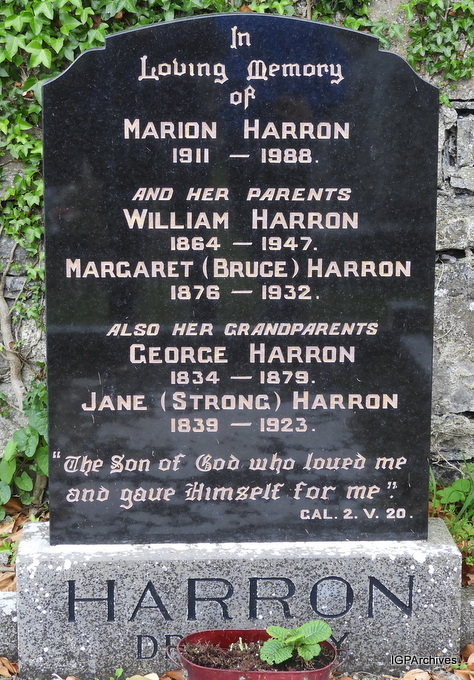 In
Loving Memory
of
MARION HARRON
1911 — 1988.
AND HER PARENTS
WILLIAM HARRON
1864 — 1947.
MARGARET (BRUCE) HARRON
1876 — 1932.
ALSO HER GRANDPARENTS
GEORGE HARRON
1834 — 1879.
JANE (STRONG) HARRON
1839 — 1923.
"The Son of God who loved me
and gave Himself for me".
GAL. 2. V. 20.
HARRON
IGPArchives